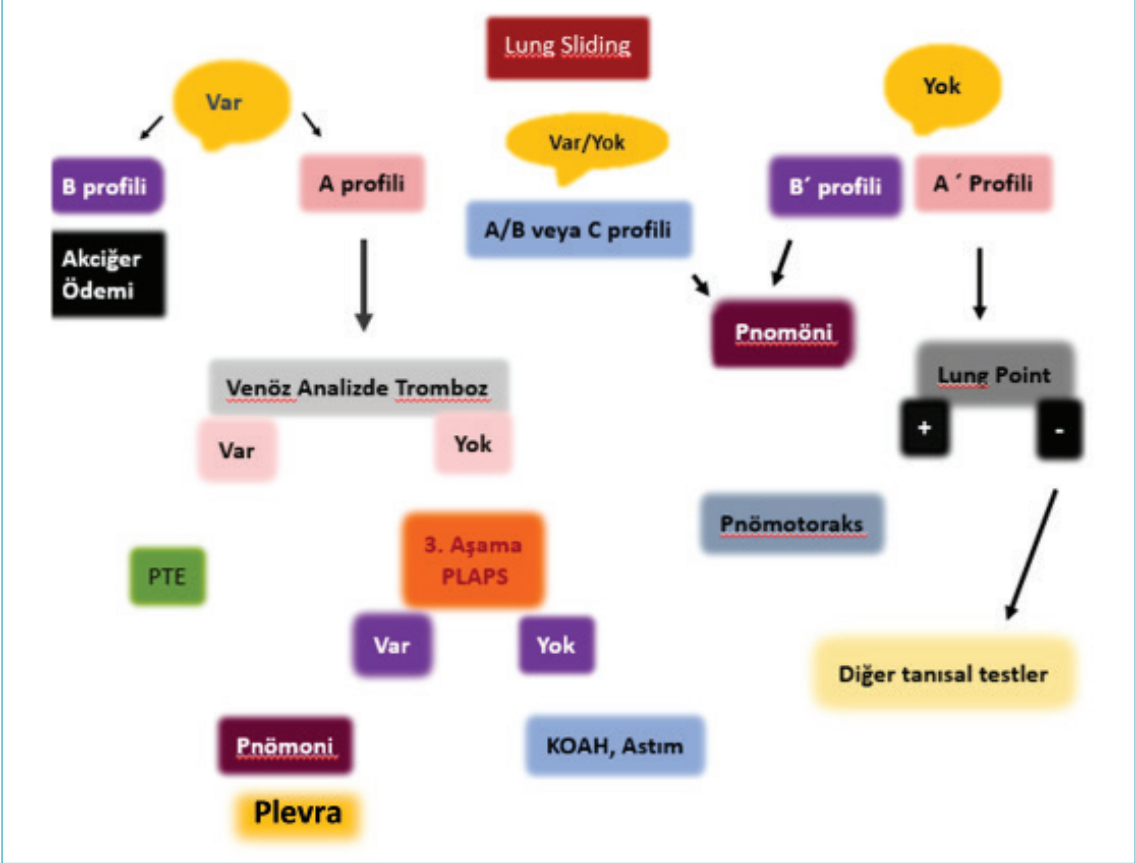 Lung Sliding
Var
Var/Yok
Yok
B profili
A profili
A/B veya C profili
B´ profili
A ´ Profili
Akciğer
Ödemi
Pnomöni
Venöz Analizde Tromboz
Lung Point
Var
Yok
+
-
3. Aşama
PLAPS
Pnömotoraks
PTE
Var
Yok
Diğer tanısal testler
Pnömoni
KOAH, Astım
Plevra